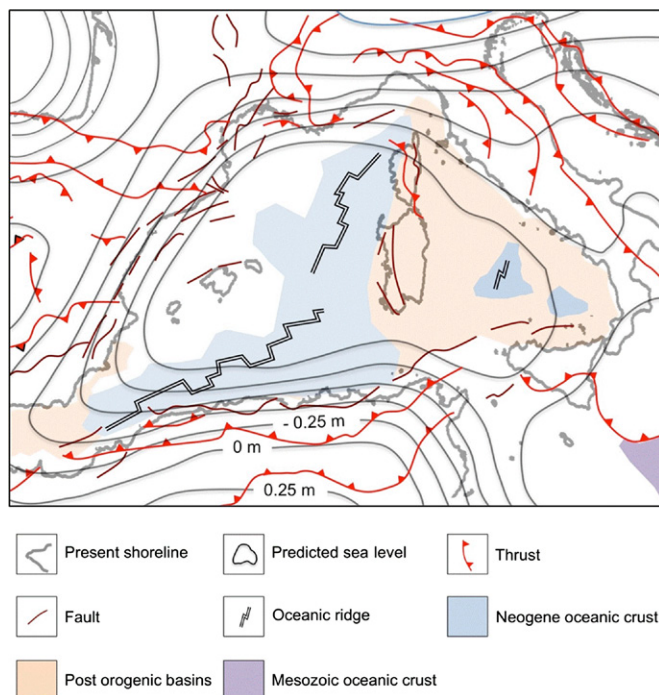 - 0.25 m
0 m
0.25 m
Present shoreline
Predicted sea level
Thrust
Fault
Oceanic ridge
Neogene oceanic crust
Post orogenic basins
Mesozoic oceanic crust